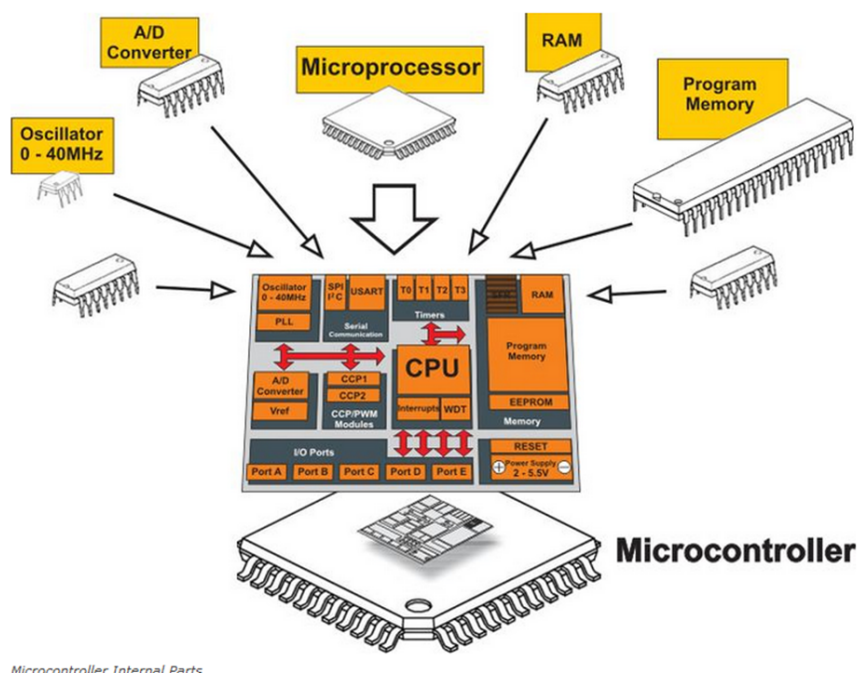 A/D
Converter
Microprocessor
RAM
Program
Memory
Oscillator
0 - 40MHz
Oscillator
0 - 40MHz
PLL
SPI
I²C
USART
Serial
Communication
T0 T1 T2 T3
Timers
SFR
RAM
Program
Memory
EEPROM
Memory
CPU
Interrupts
WDT
A/D
Converter
Vref
CCP1
CCP2
CCP/PWM
Modules
I/O Ports
Port A Port B Port C Port D Port E
RESET
+ Power Supply -
2 - 5.5V
Microcontroller
Microcontroller Internal Parts